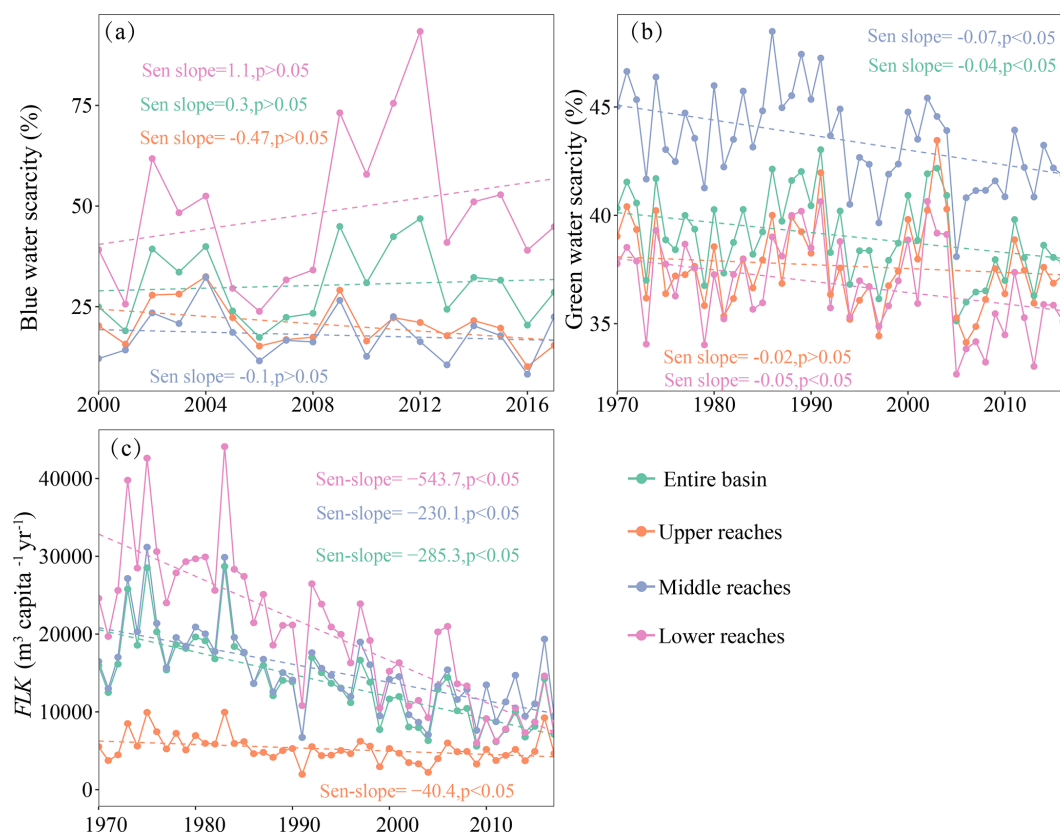 (a)
Sen slope=1.1,p>0.05
Sen slope=0.3,p>0.05
Sen slope= -0.47,p>0.05
Sen slope= -0.1,p>0.05
Blue water scarcity (%)
75
50
25
2000
2004
2008
2012
2016
(b)
Sen slope= -0.07,p<0.05
Sen slope= -0.04,p<0.05
Sen slope= -0.02,p>0.05
Sen slope= -0.05,p<0.05
Green water scarcity (%)
45
40
35
1970
1980
1990
2000
2010
(c)
Sen-slope= −543.7,p<0.05
Sen-slope= −230.1,p<0.05
Sen-slope= −285.3,p<0.05
Sen-slope= −40.4,p<0.05
FLK (m³ capita ⁻¹ yr⁻¹)
40000
30000
20000
10000
0
1970
1980
1990
2000
2010
Entire basin
Upper reaches
Middle reaches
Lower reaches